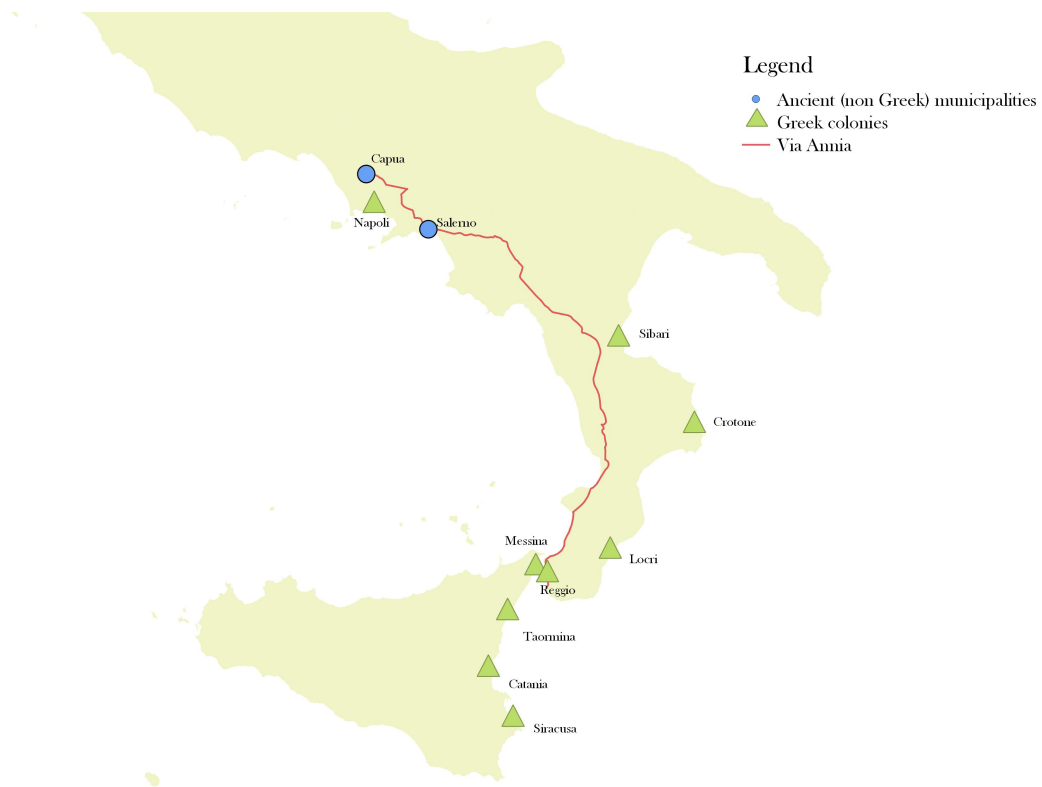 Legend
Ancient (non Greek) municipalities
Greek colonies
Via Annia
Capua
Napoli
Salerno
Sibari
Crotone
Messina
Locri
Reggio
Taormina
Catania
Siracusa